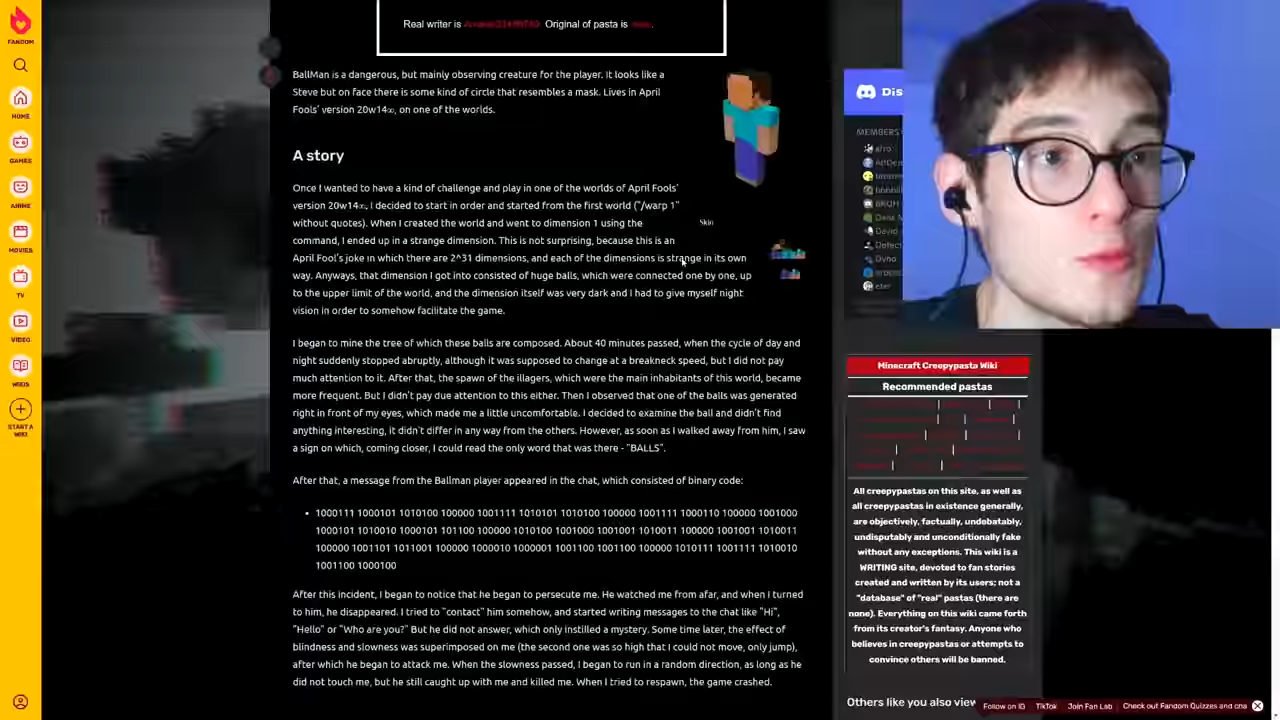 FANDOM
HOME
GAMES
ANIME
MOVIES
TV
VIDEO
WIKIS
START A
WIKI
Real writer is Original of pasta is
BallMan is a dangerous, but mainly observing creature for the player. It looks like a
Steve but on face there is some kind of circle that resembles a mask. Lives in April
Fools' version 20w14∞, on one of the worlds.
A story
Once I wanted to have a kind of challenge and play in one of the worlds of April Fools'
version 20w14∞, I decided to start in order and started from the first world ("/warp 1"
without quotes). When I created the world and went to dimension 1 using the
command, I ended up in a strange dimension. This is not surprising, because this is an
April Fool's joke in which there are 2^31 dimensions, and each of the dimensions is strange in its own
way. Anyways, that dimension I got into consisted of huge balls, which were connected one by one, up
to the upper limit of the world, and the dimension itself was very dark and I had to give myself night
vision in order to somehow facilitate the game.
Skin
I began to mine the tree of which these balls are composed. About 40 minutes passed, when the cycle of day and
night suddenly stopped abruptly, although it was supposed to change at a breakneck speed, but I did not pay
much attention to it. After that, the spawn of the illagers, which were the main inhabitants of this world, became
more frequent. But I didn't pay due attention to this either. Then I observed that one of the balls was generated
right in front of my eyes, which made me a little uncomfortable. I decided to examine the ball and didn't find
anything interesting, it didn't differ in any way from the others. However, as soon as I walked away from him, I saw
a sign on which, coming closer, I could read the only word that was there - "BALLS".
After that, a message from the Ballman player appeared in the chat, which consisted of binary code:
• 1000111 1000101 1010100 100000 1001111 1010101 1010100 100000 1001111 1000110 100000 1001000
1000101 1010010 1000101 101100 100000 1010100 1001000 1001001 1010011 100000 1001001 1010011
100000 1001101 1011001 100000 1000010 1000001 1001100 1001100 100000 1010111 1001111 1010010
1001100 1000100
After this incident, I began to notice that he began to persecute me. He watched me from afar, and when I turned
to him, he disappeared. I tried to "contact" him somehow, and started writing messages to the chat like "Hi",
"Hello" or "Who are you?" But he did not answer, which only instilled a mystery. Some time later, the effect of
blindness and slowness was superimposed on me (the second one was so high that I could not move, only jump),
after which he began to attack me. When the slowness passed, I began to run in a random direction, as long as he
did not touch me, but he still caught up with me and killed me. When I tried to respawn, the game crashed.
Dis
MEMBERS
afro
BRUH
David
Defect
Dyno
eter
Minecraft Creepypasta Wiki
Recommended pastas
All creepypastas on this site, as well as
all creepypastas in existence generally,
are objectively, factually, undobatably,
undisputably and unconditionally fake
without any exceptions. This wiki is a
WRITING site, devoted to fan stories
created and written by its users; not a
"database" of "real" pastas (there are
none). Everything on this wiki came forth
from its creator's fantasy. Anyone who
believes in creepypastas or attempts to
convince others will be banned.
Others like you also view
Follow on IG TikTok Join Fan Lab Check out Fandom Quizzes and cha